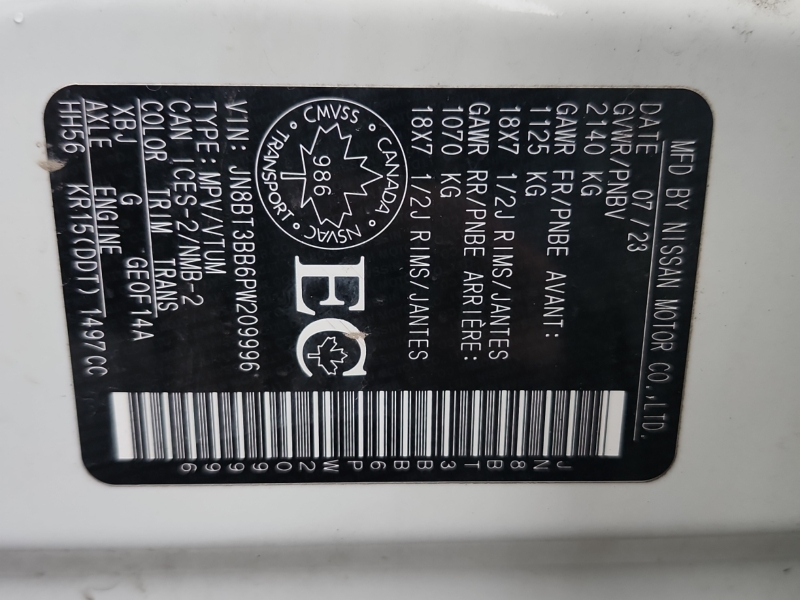 MFD BY NISSAN MOTOR CO.,LTD.
DATE 07/23
GVWR/PNBV
2140 KG
GAWR FR/PNBE AVANT:
1125 KG
18X7 1/2J RIMS/JANTES
GAWR RR/PNBE ARRIÈRE:
1070 KG
18X7 1/2J RIMS/JANTES
CANADA
CMVSS
NSVAC
TRANSPORT
986
EC
VIN: JN8BT3BB6PW209996
TYPE: MPV/VTUM
CAN ICES-2/NMB-2
COLOR TRIM TRANS
XBJ G GE0F14A
AXLE ENGINE
HH56 KR15(DDT) 1497CC
JN8BT3BB6PW209996